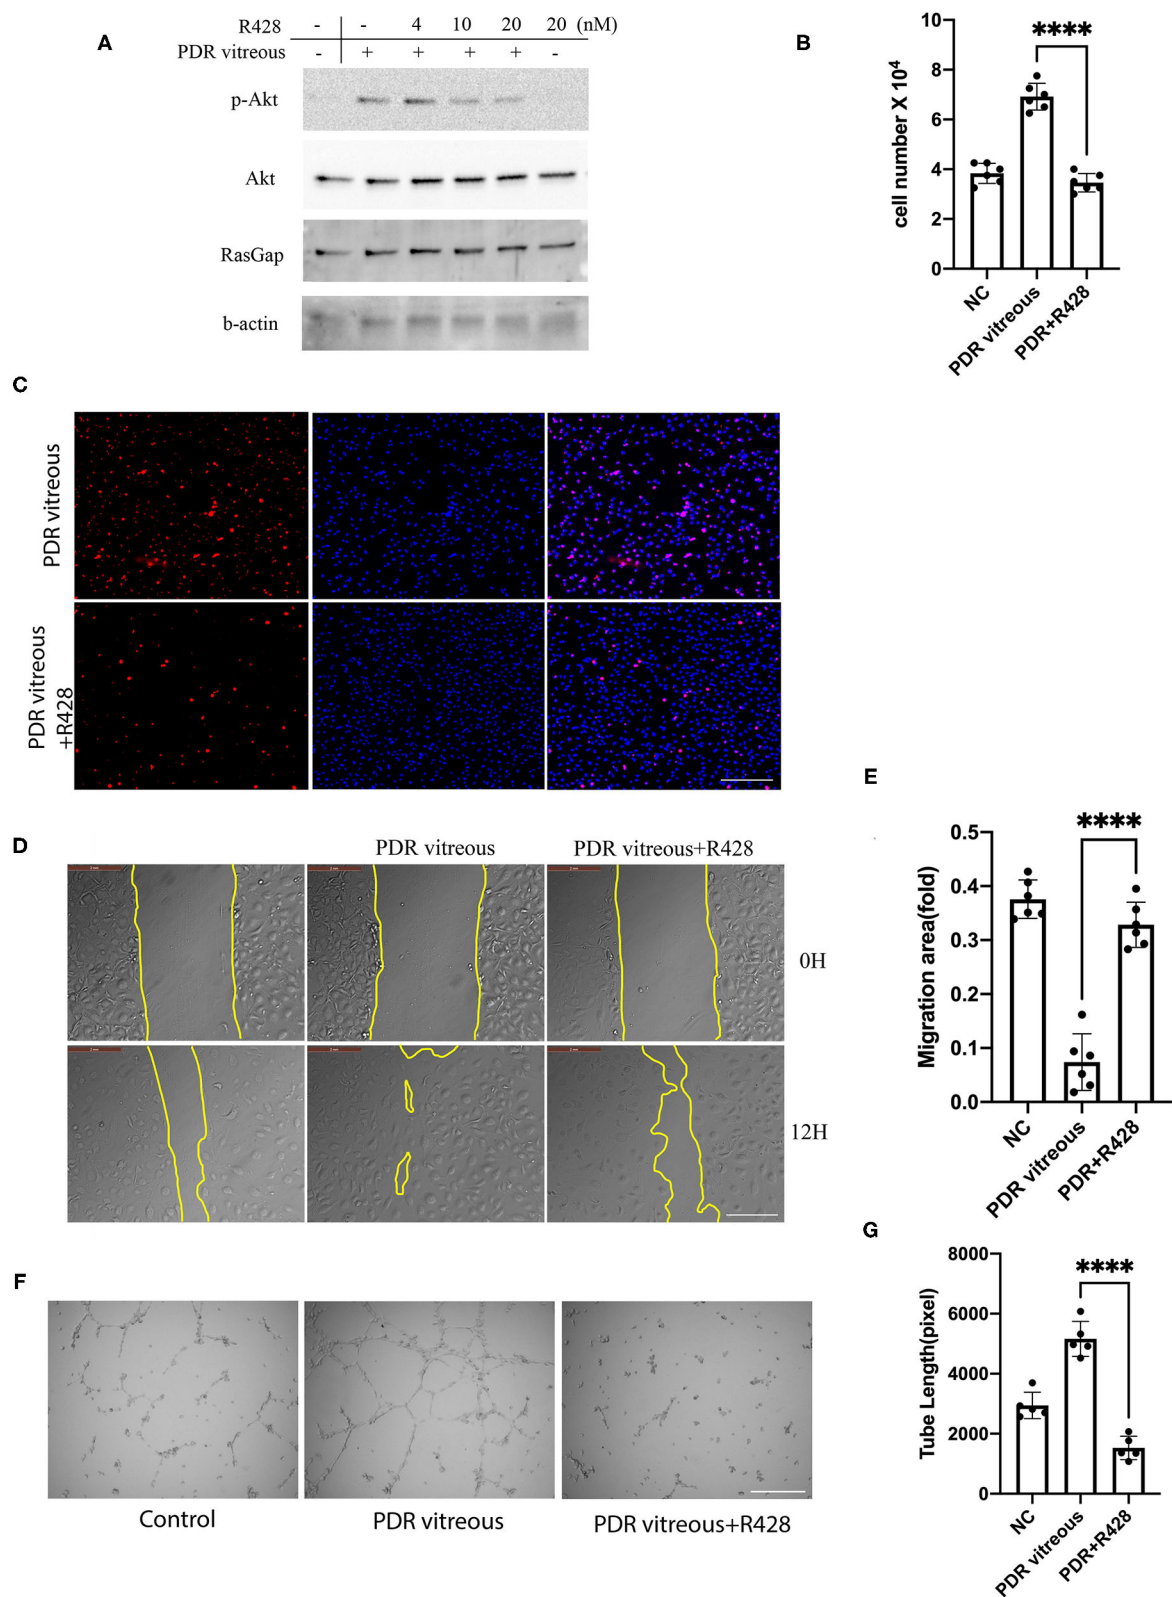 A
R428 - - 4 10 20 20 (nM)
PDR vitreous - + + + + -
p-Akt
Akt
RasGap
b-actin
B
****
cell number X 10⁴
10
8
6
4
2
0
NC
PDR vitreous
PDR+R428
C
PDR vitreous
PDR vitreous
+R428
D
PDR vitreous
PDR vitreous+R428
0H
12H
E
****
Migration area(fold)
0.5
0.4
0.3
0.2
0.1
0.0
NC
PDR vitreous
PDR+R428
F
Control
PDR vitreous
PDR vitreous+R428
G
****
Tube Length(pixel)
8000
6000
4000
2000
0
NC
PDR vitreous
PDR+R428